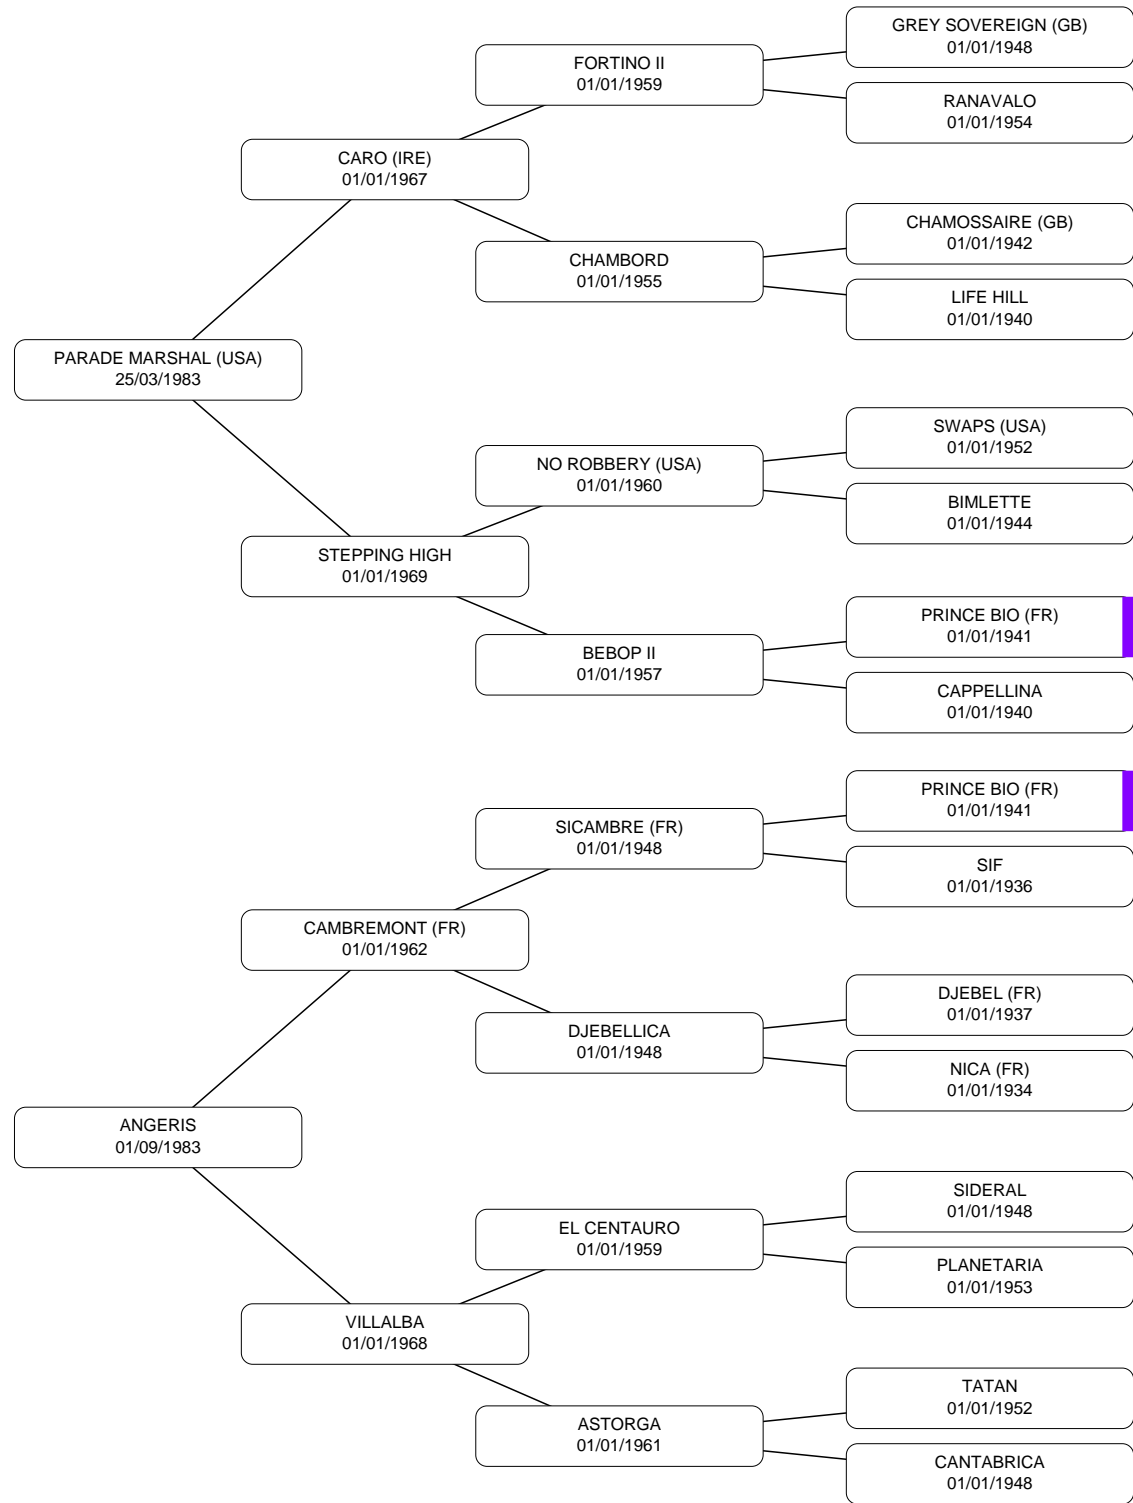 GREY SOVEREIGN (GB)
01/01/1948
FORTINO II
01/01/1959
RANAVALO
01/01/1954
CARO (IRE)
01/01/1967
CHAMOSSAIRE (GB)
01/01/1942
CHAMBORD
01/01/1955
LIFE HILL
01/01/1940
PARADE MARSHAL (USA)
25/03/1983
SWAPS (USA)
01/01/1952
NO ROBBERY (USA)
01/01/1960
BIMLETTE
01/01/1944
STEPPING HIGH
01/01/1969
PRINCE BIO (FR)
01/01/1941
BEBOP II
01/01/1957
CAPPELLINA
01/01/1940
PRINCE BIO (FR)
01/01/1941
SICAMBRE (FR)
01/01/1948
SIF
01/01/1936
CAMBREMONT (FR)
01/01/1962
DJEBEL (FR)
01/01/1937
DJEBELLICA
01/01/1948
NICA (FR)
01/01/1934
ANGERIS
01/09/1983
SIDERAL
01/01/1948
EL CENTAURO
01/01/1959
PLANETARIA
01/01/1953
VILLALBA
01/01/1968
TATAN
01/01/1952
ASTORGA
01/01/1961
CANTABRICA
01/01/1948